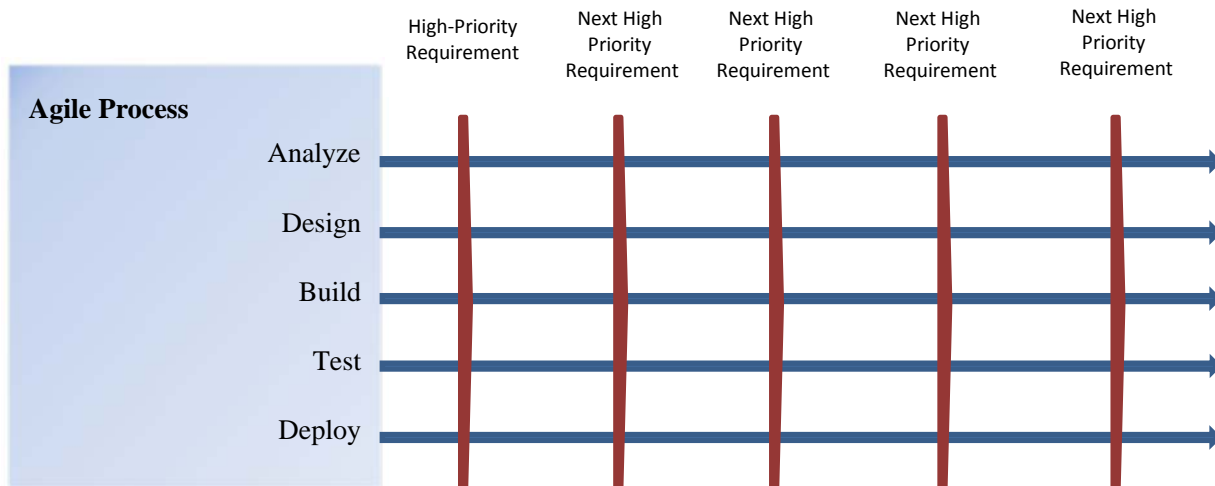 High-Priority
Requirement
Next High
Priority
Requirement
Next High
Priority
Requirement
Next High
Priority
Requirement
Next High
Priority
Requirement
Agile Process
Analyze
Design
Build
Test
Deploy